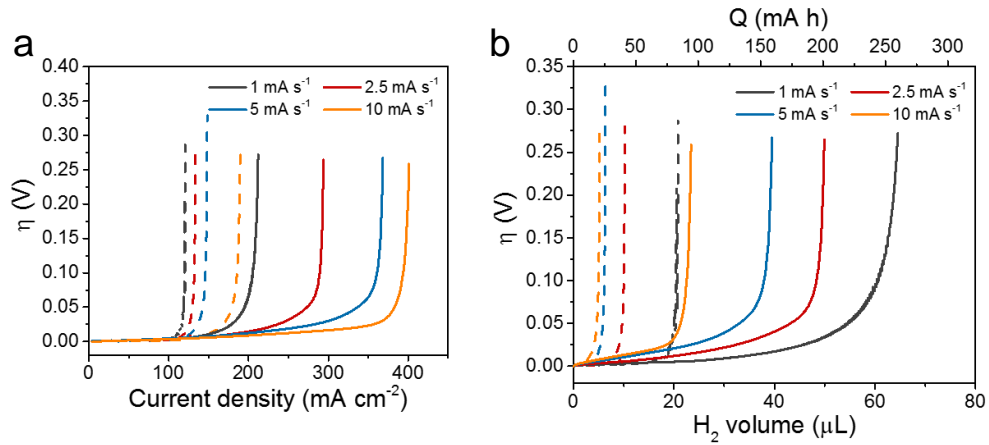 a
0.40
0.35
0.30
0.25
0.20
0.15
0.10
0.05
0.00
η (V)
1 mA s⁻¹ 2.5 mA s⁻¹
5 mA s⁻¹ 10 mA s⁻¹
0 100 200 300 400
Current density (mA cm⁻²)
b
Q (mA h)
0 100 200 300
0.35
0.30
0.25
0.20
0.15
0.10
0.05
0.00
η (V)
1 mA s⁻¹ 2.5 mA s⁻¹
5 mA s⁻¹ 10 mA s⁻¹
0 20 40 60 80
H₂ volume (μL)